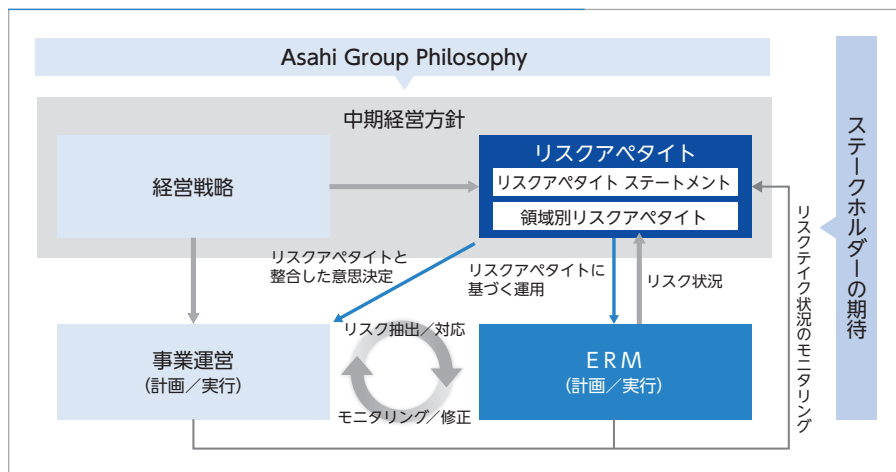 Asahi Group Philosophy
中期経営方針
経営戦略
リスクアペタイト
リスクアペタイト ステートメント
領域別リスクアペタイト
リスクアペタイトと
整合した意思決定
リスクアペタイトに
基づく運用
リスク状況
事業運営
(計画／実行)
リスク抽出／対応
モニタリング／修正
ERM
(計画／実行)
リスクテイク状況のモニタリング
ステークホルダーの期待